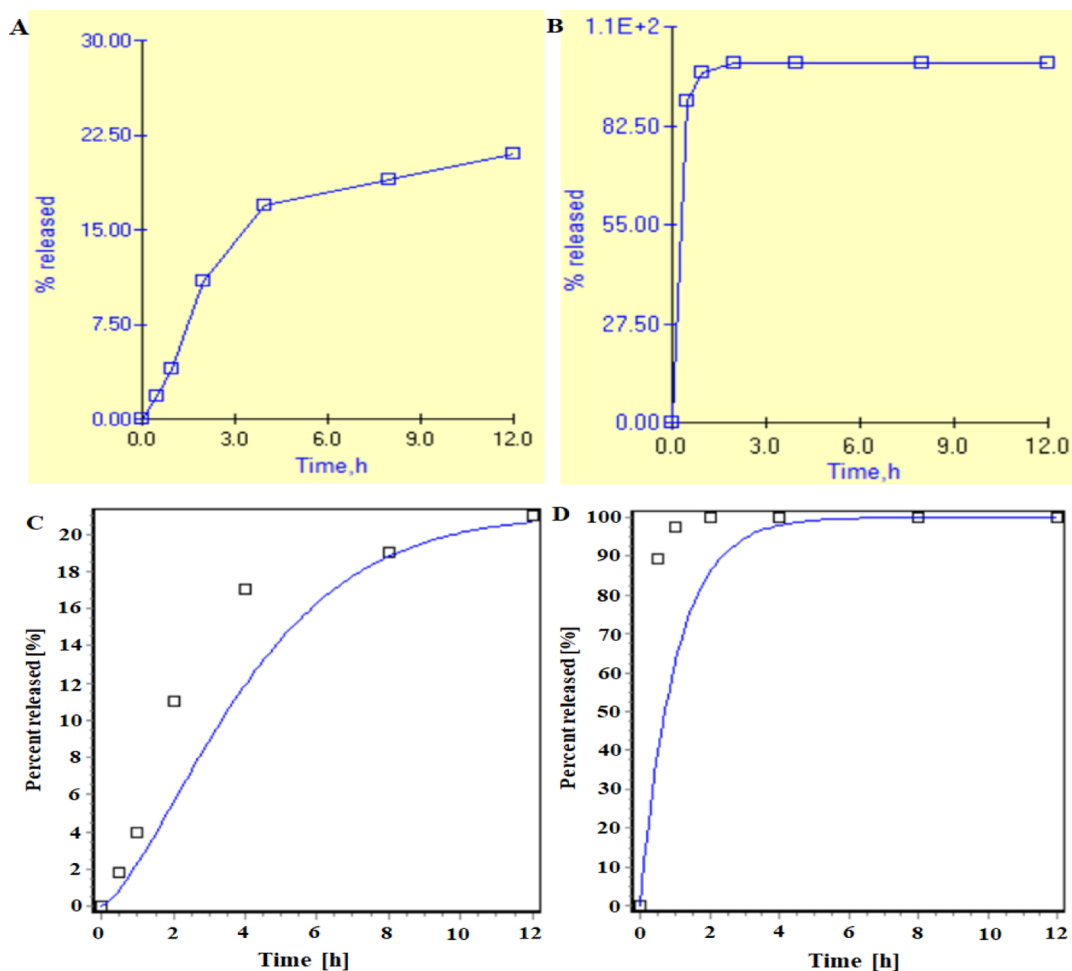 A
30.00
22.50
15.00
7.50
0.00
% released
0.0 3.0 6.0 9.0 12.0
Time,h
B
1.1E+2
82.50
55.00
27.50
0.00
% released
0.0 3.0 6.0 9.0 12.0
Time,h
C
20
18
16
14
12
10
8
6
4
2
0
Percent released [%]
0 2 4 6 8 10 12
Time [h]
D
100
90
80
70
60
50
40
30
20
10
0
Percent released [%]
0 2 4 6 8 10 12
Time [h]